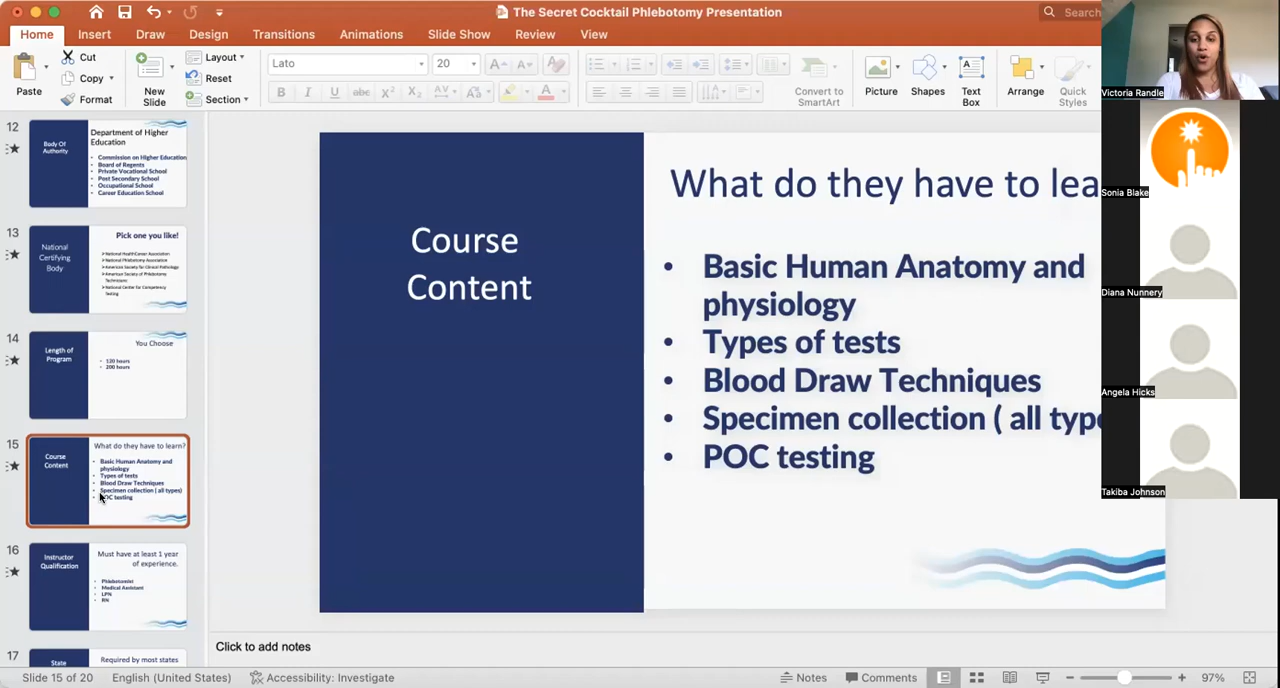 The Secret Cocktail Phlebotomy Presentation
Search
Home Insert Draw Design Transitions Animations Slide Show Review View
Paste
Cut
Copy
Format
New Slide
Layout
Reset
Section
Lato
20
B I U abc X² X₂ AV Aa A
Convert to SmartArt
Picture
Shapes
Text Box
Arrange
Quick Styles
Victoria Randle
Sonia Blake
Diana Nunnery
Angela Hicks
Takiba Johnson
12
Body Of
Authority
Department of Higher
Education
• Commission on Higher Education
• Board of Regents
• Private Vocational School
• Post Secondary School
• Occupational School
• Career Education School
13
National
Certifying
Body
Pick one you like!
National HealthCareer Association
National Phlebotomy Association
American Society for Clinical Pathology
American Society of Phlebotomy
Technicians
National Center for Competency
Testing
14
Length of
Program
You Choose
• 120 hours
• 200 hours
15
Course
Content
What do they have to learn?
• Basic Human Anatomy and
physiology
• Types of tests
• Blood Draw Techniques
• Specimen collection ( all types)
• POC testing
16
Instructor
Qualification
Must have at least 1 year
of experience.
• Phlebotomist
• Medical Assistant
• LPN
• RN
17
State
Required by most states
Course
Content
What do they have to lea
• Basic Human Anatomy and
physiology
• Types of tests
• Blood Draw Techniques
• Specimen collection ( all type
• POC testing
Click to add notes
Slide 15 of 20 English (United States) Accessibility: Investigate Notes Comments 97%